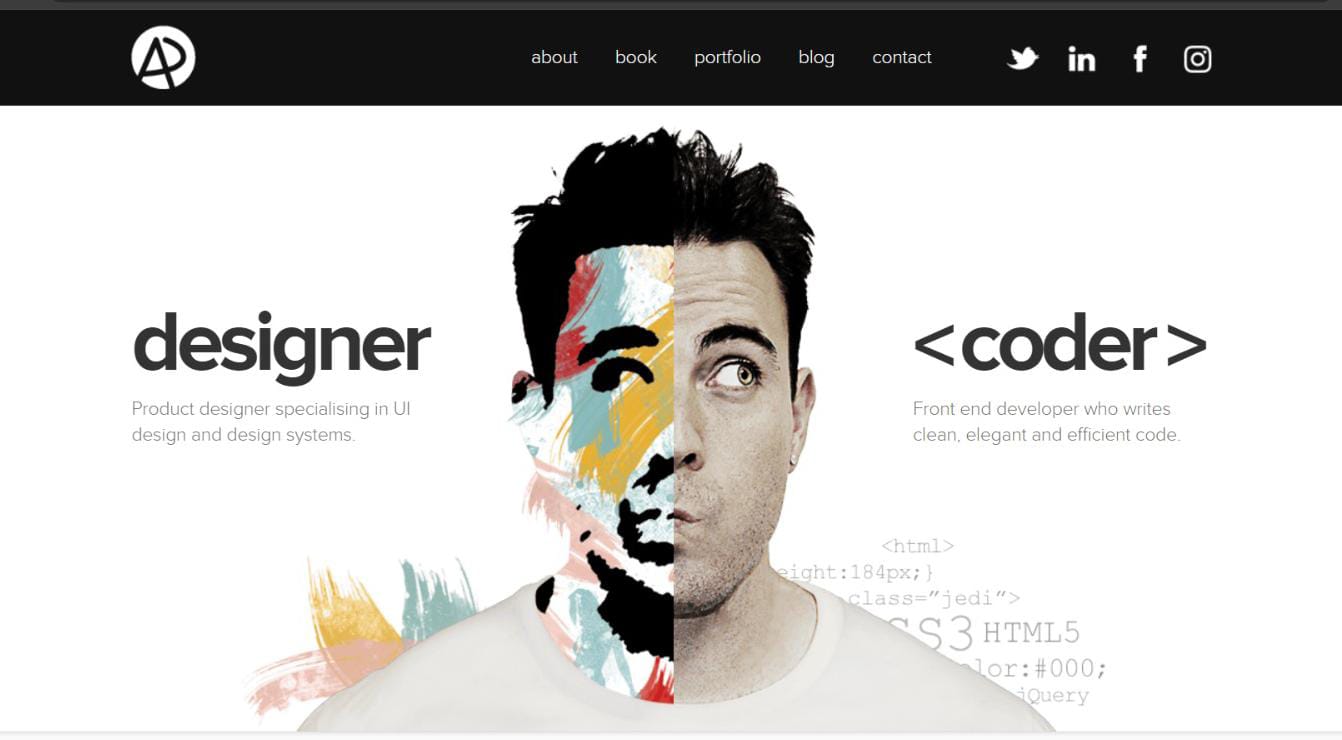 AD
about book portfolio blog contact
designer
Product designer specialising in UI
design and design systems.
<coder>
Front end developer who writes
clean, elegant and efficient code.
<html>
eight:184px;}
class=”jedi”>
SS3 HTML5
olor:#000;
jQuery